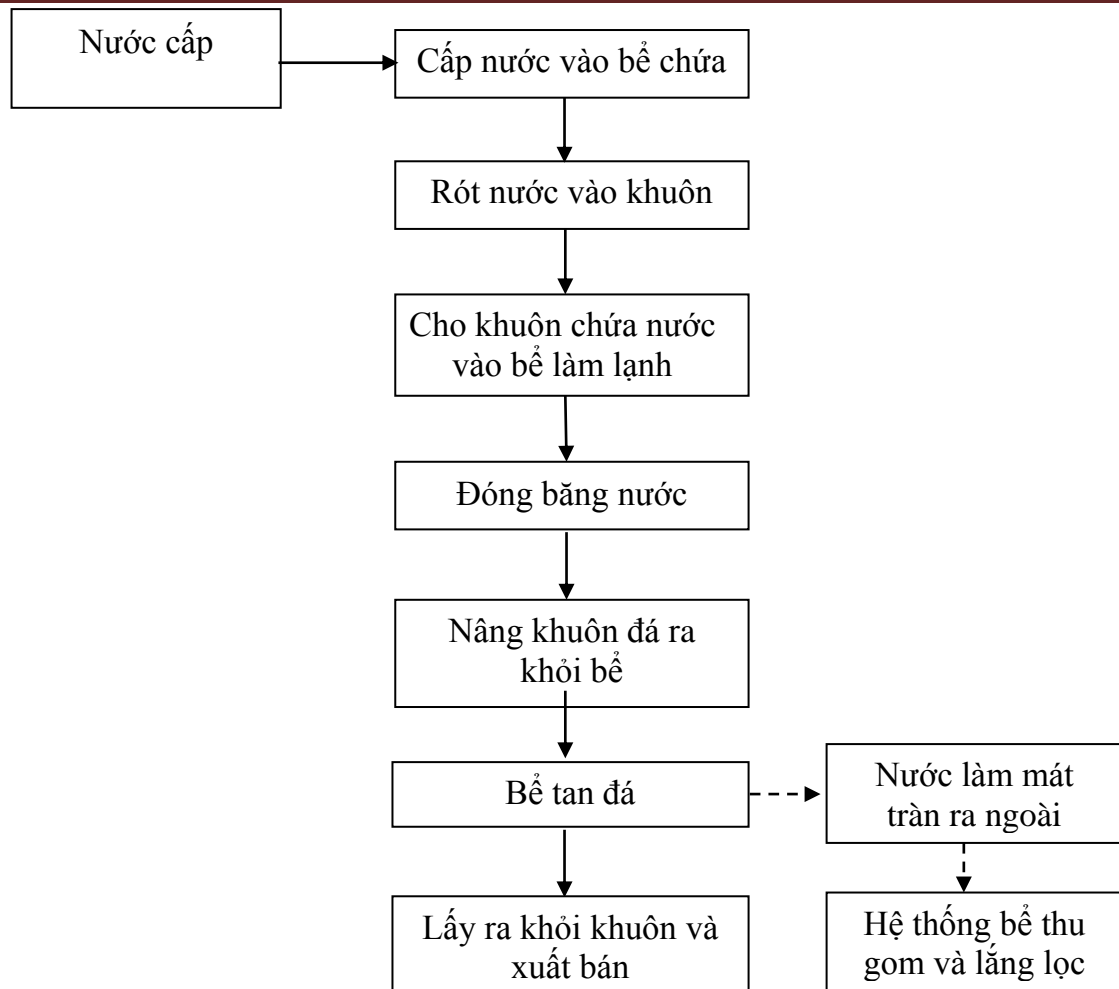 Nước cấp
Cấp nước vào bể chứa
Rót nước vào khuôn
Cho khuôn chứa nước
vào bể làm lạnh
Đóng băng nước
Nâng khuôn đá ra
khỏi bể
Bể tan đá
Nước làm mát
tràn ra ngoài
Lấy ra khỏi khuôn và
xuất bán
Hệ thống bể thu
gom và lắng lọc